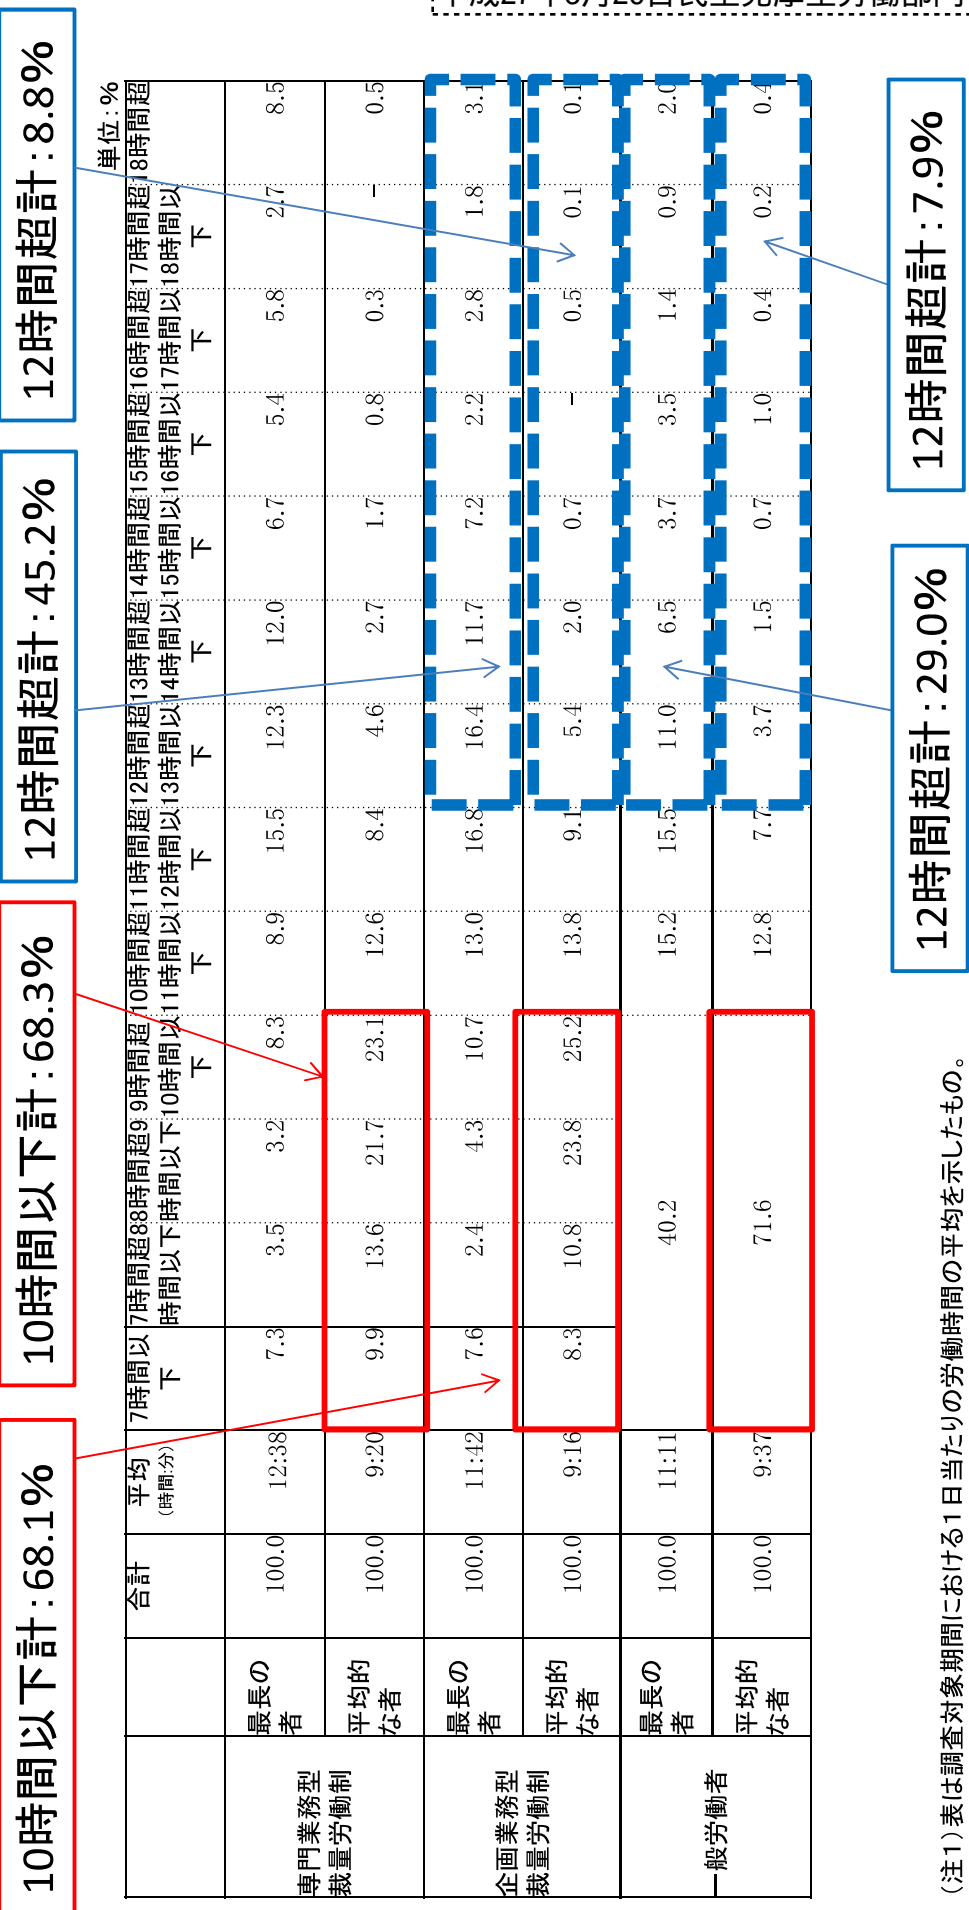 10時間以下計：68.1%
10時間以下計：68.3%
12時間超計：45.2%
12時間超計：8.8%
単位：%
合計
平均
（時間:分）
7時間以
下
7時間超8
時間以下
8時間超9
時間以下
9時間超
10時間以
下
10時間超
11時間以
下
11時間超
12時間以
下
12時間超
13時間以
下
13時間超
14時間以
下
14時間超
15時間以
下
15時間超
16時間以
下
16時間超
17時間以
下
17時間超
18時間以
下
18時間超
専門業務型
裁量労働制
最長の
者
100.0 12:38 7.3 3.5 3.2 8.3 8.9 15.5 12.3 12.0 6.7 5.4 5.8 2.7 8.5
平均的
な者
100.0 9:20 9.9 13.6 21.7 23.1 12.6 8.4 4.6 2.7 1.7 0.8 0.3 － 0.5
企画業務型
裁量労働制
最長の
者
100.0 11:42 7.6 2.4 4.3 10.7 13.0 16.8 16.4 11.7 7.2 2.2 2.8 1.8 3.1
平均的
な者
100.0 9:16 8.3 10.8 23.8 25.2 13.8 9.1 5.4 2.0 0.7 － 0.5 0.1 0.1
一般労働者
最長の
者
100.0 11:11 40.2 15.2 15.5 11.0 6.5 3.7 3.5 1.4 0.9 2.0
平均的
な者
100.0 9:37 71.6 12.8 7.7 3.7 1.5 0.7 1.0 0.4 0.2 0.4
12時間超計：29.0%
12時間超計：7.9%
（注１）表は調査対象期間における１日当たりの労働時間の平均を示したもの。